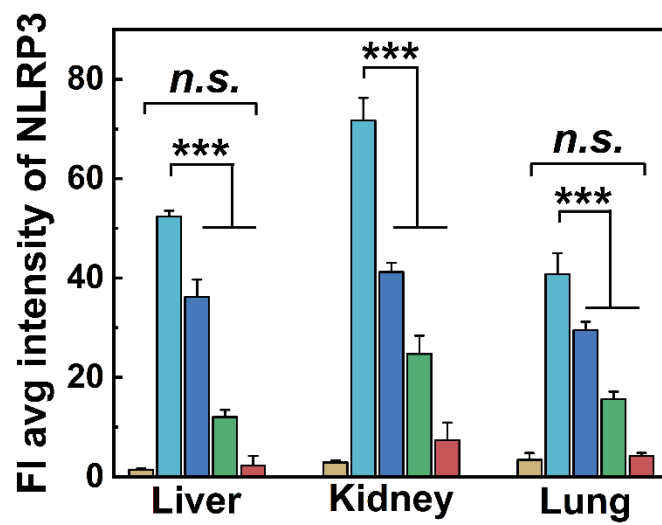 FI avg intensity of NLRP3
80
60
40
20
0
n.s.
***
***
n.s.
***
Liver
Kidney
Lung